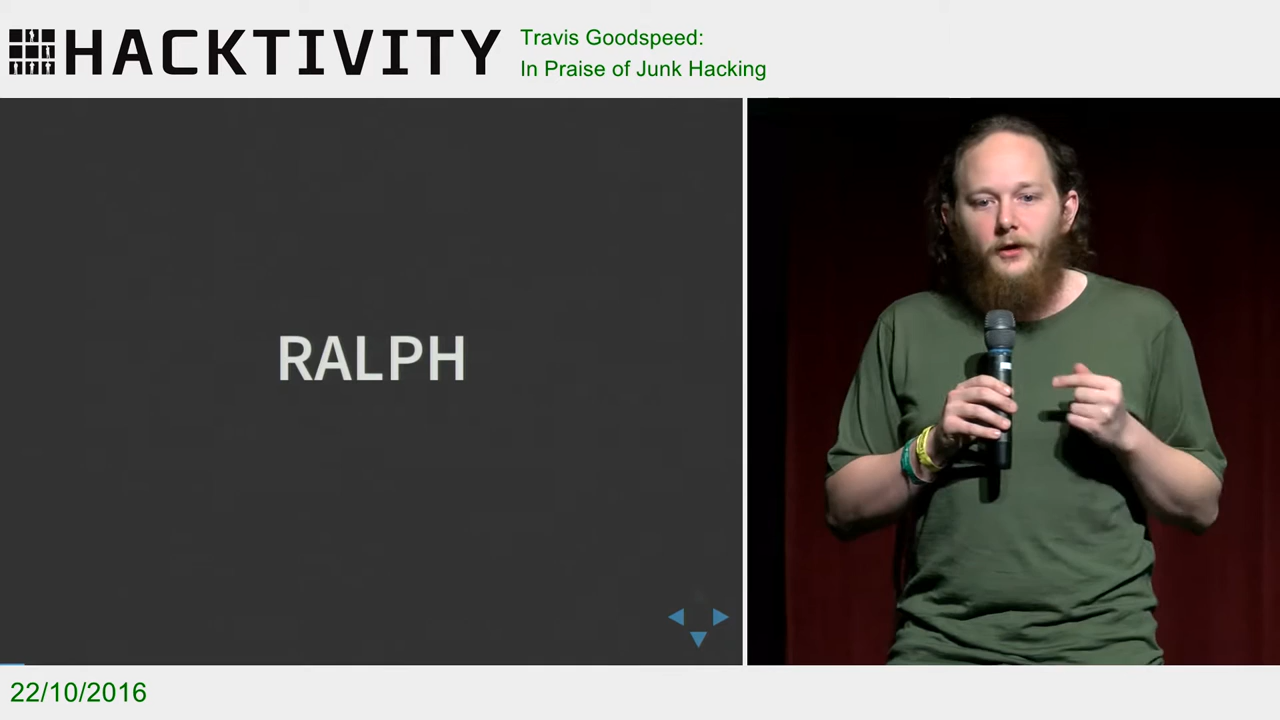 HACKTIVITY
Travis Goodspeed:
In Praise of Junk Hacking
RALPH
22/10/2016